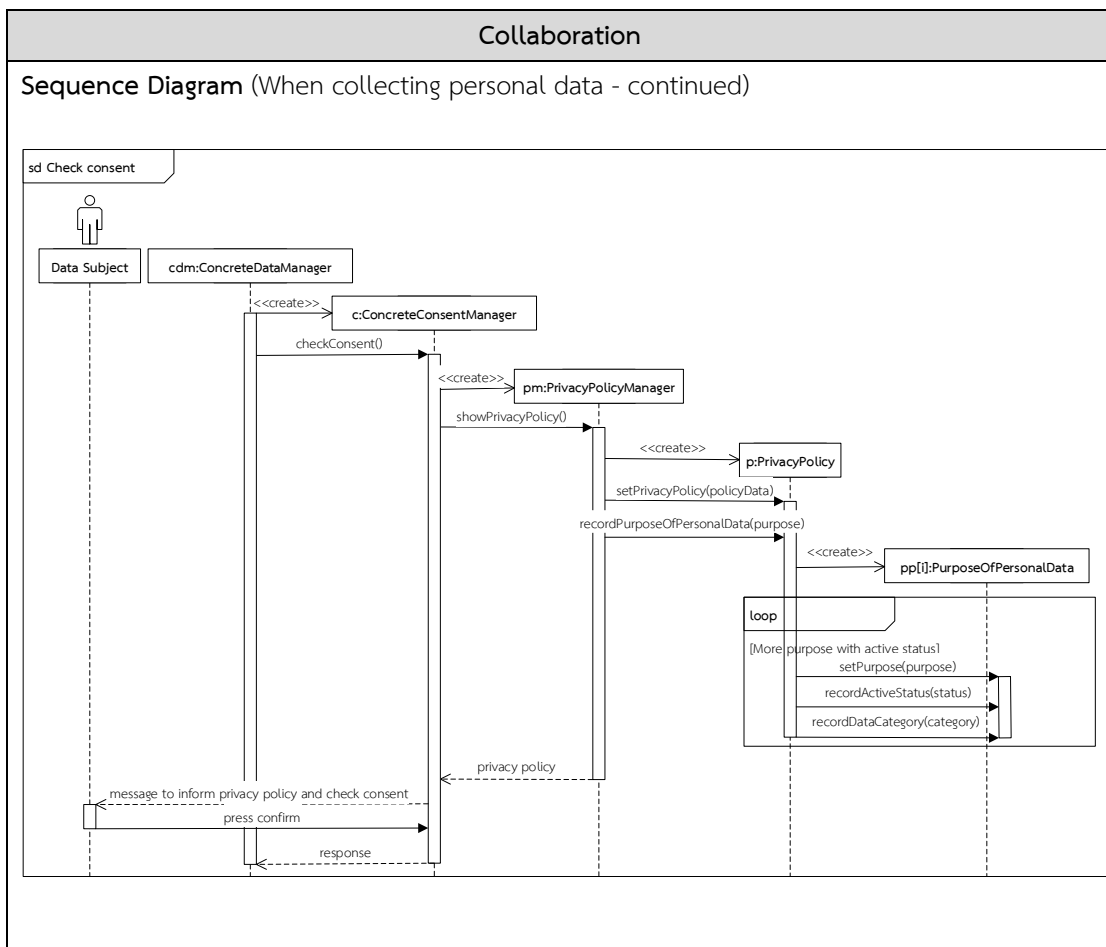 Collaboration
Sequence Diagram (When collecting personal data - continued)
sd Check consent
Data Subject
cdm:ConcreteDataManager
<<create>>
c:ConcreteConsentManager
checkConsent()
<<create>>
pm:PrivacyPolicyManager
showPrivacyPolicy()
<<create>>
p:PrivacyPolicy
setPrivacyPolicy(policyData)
recordPurposeOfPersonalData(purpose)
<<create>>
pp[i]:PurposeOfPersonalData
loop
[More purpose with active status]
setPurpose(purpose)
recordActiveStatus(status)
recordDataCategory(category)
privacy policy
message to inform privacy policy and check consent
press confirm
response